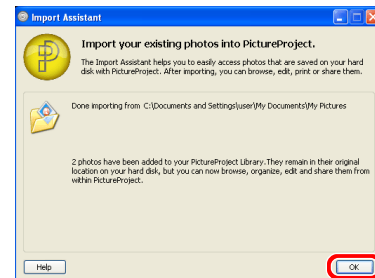 Import Assistant
Import your existing photos into PictureProject.
The Import Assistant helps you to easily access photos that are saved on your hard
disk with PictureProject. After importing, you can browse, edit, print or share them.
Done importing from C:\Documents and Settings\user\My Documents\My Pictures
2 photos have been added to your PictureProject Library. They remain in their original
location on your hard disk, but you can now browse, organize, edit and share them from
within PictureProject.
Help
OK